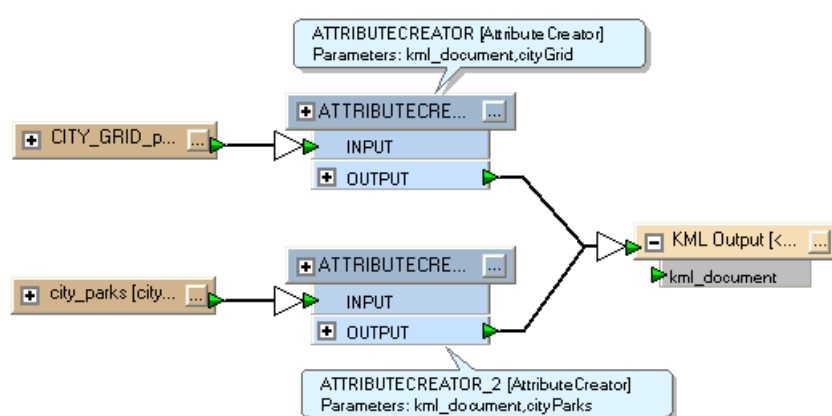 ATTRIBUTECREATOR [AttributeCreator]
Parameters: kml_document,cityGrid
ATTRIBUTECRE... ...
CITY_GRID_p... ...
INPUT
OUTPUT
KML Output [<... ...
kml_document
ATTRIBUTECRE... ...
city_parks [city... ...
INPUT
OUTPUT
ATTRIBUTECREATOR_2 [AttributeCreator]
Parameters: kml_document,cityParks